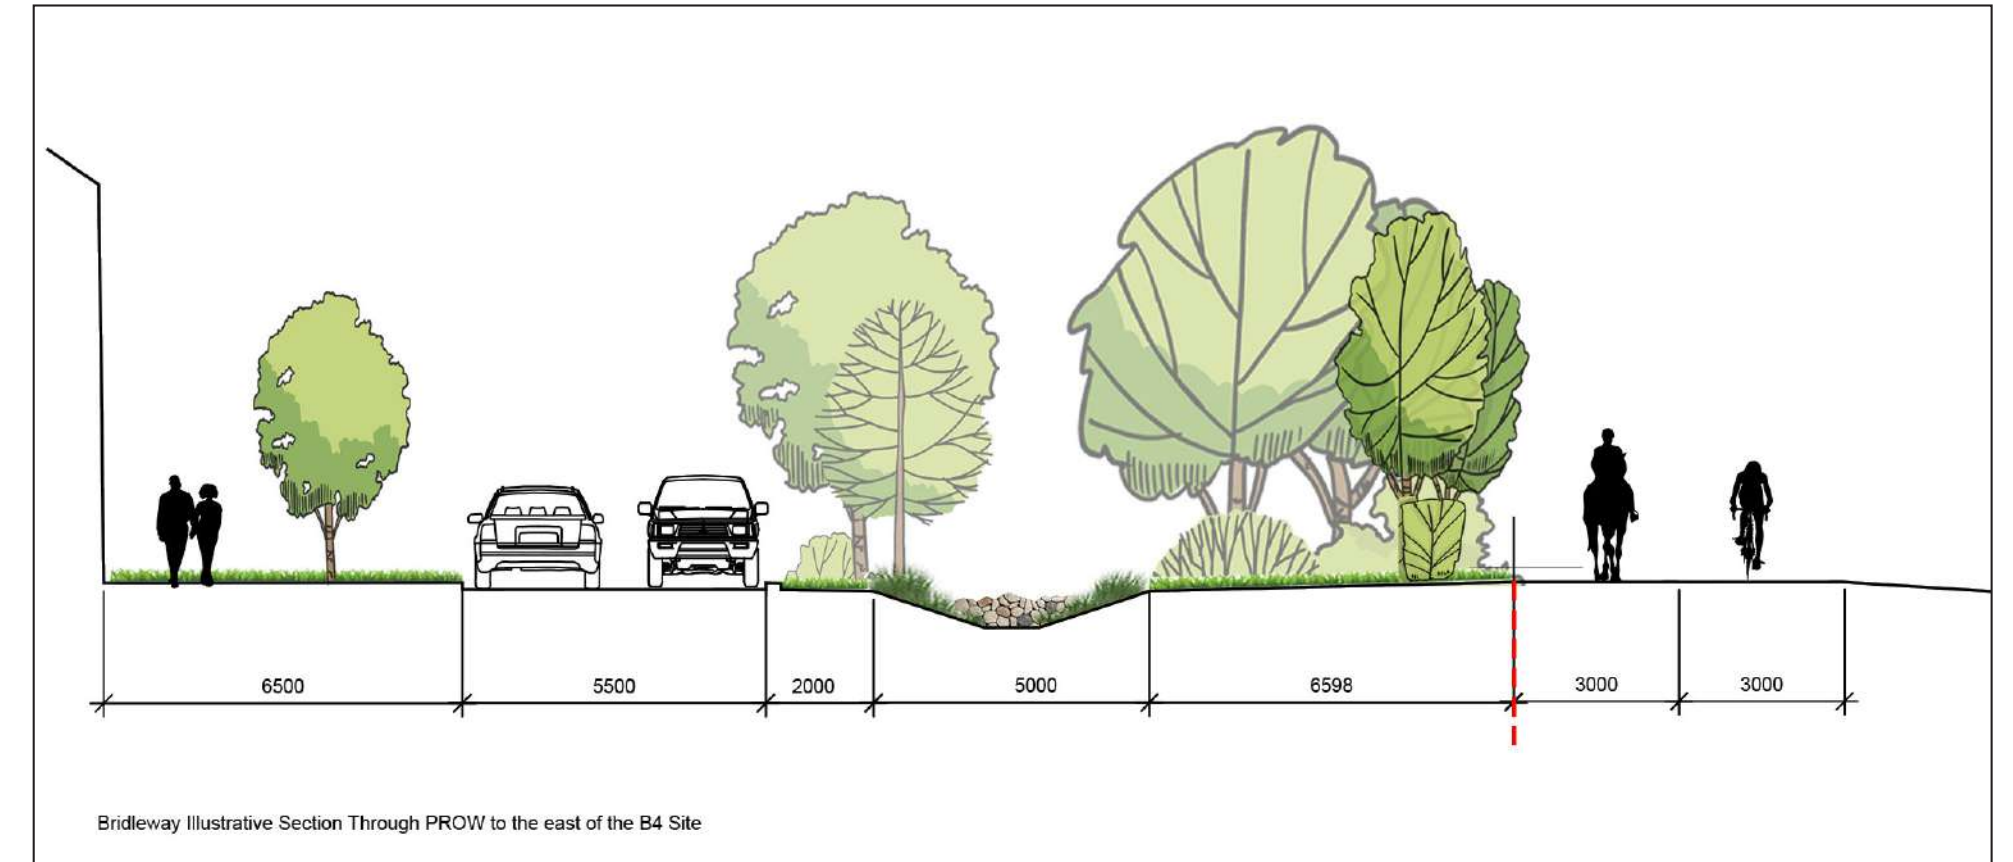 6500 5500 2000 5000 6598 3000 3000
Bridleway Illustrative Section Through PROW to the east of the B4 Site